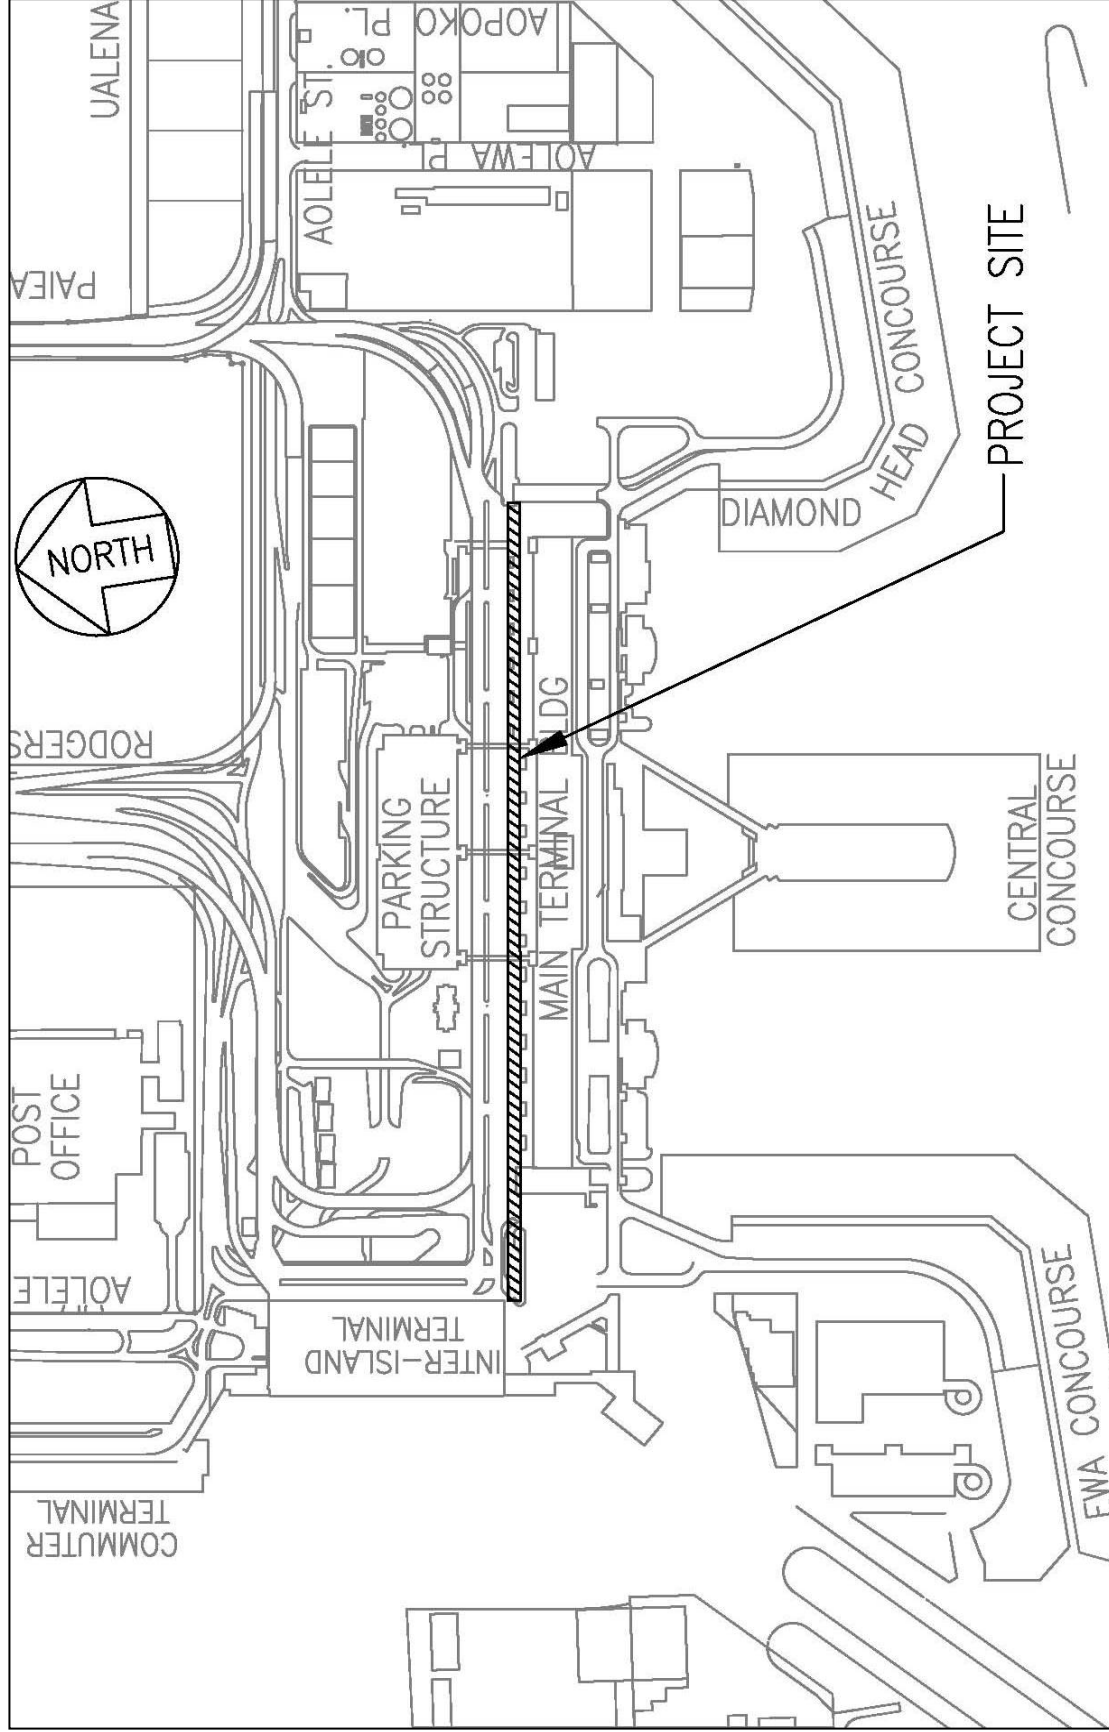 UALENA
AOPOKO
PL.
AOLELE ST.
AOLEWA
PL
PAIEA
NORTH
RODGERS
PARKING
STRUCTURE
MAIN TERMINAL BLDG
DIAMOND
HEAD CONCOURSE
PROJECT SITE
CENTRAL
CONCOURSE
POST
OFFICE
AOLELE
INTER-ISLAND
TERMINAL
COMMUTER
TERMINAL
EWA CONCOURSE